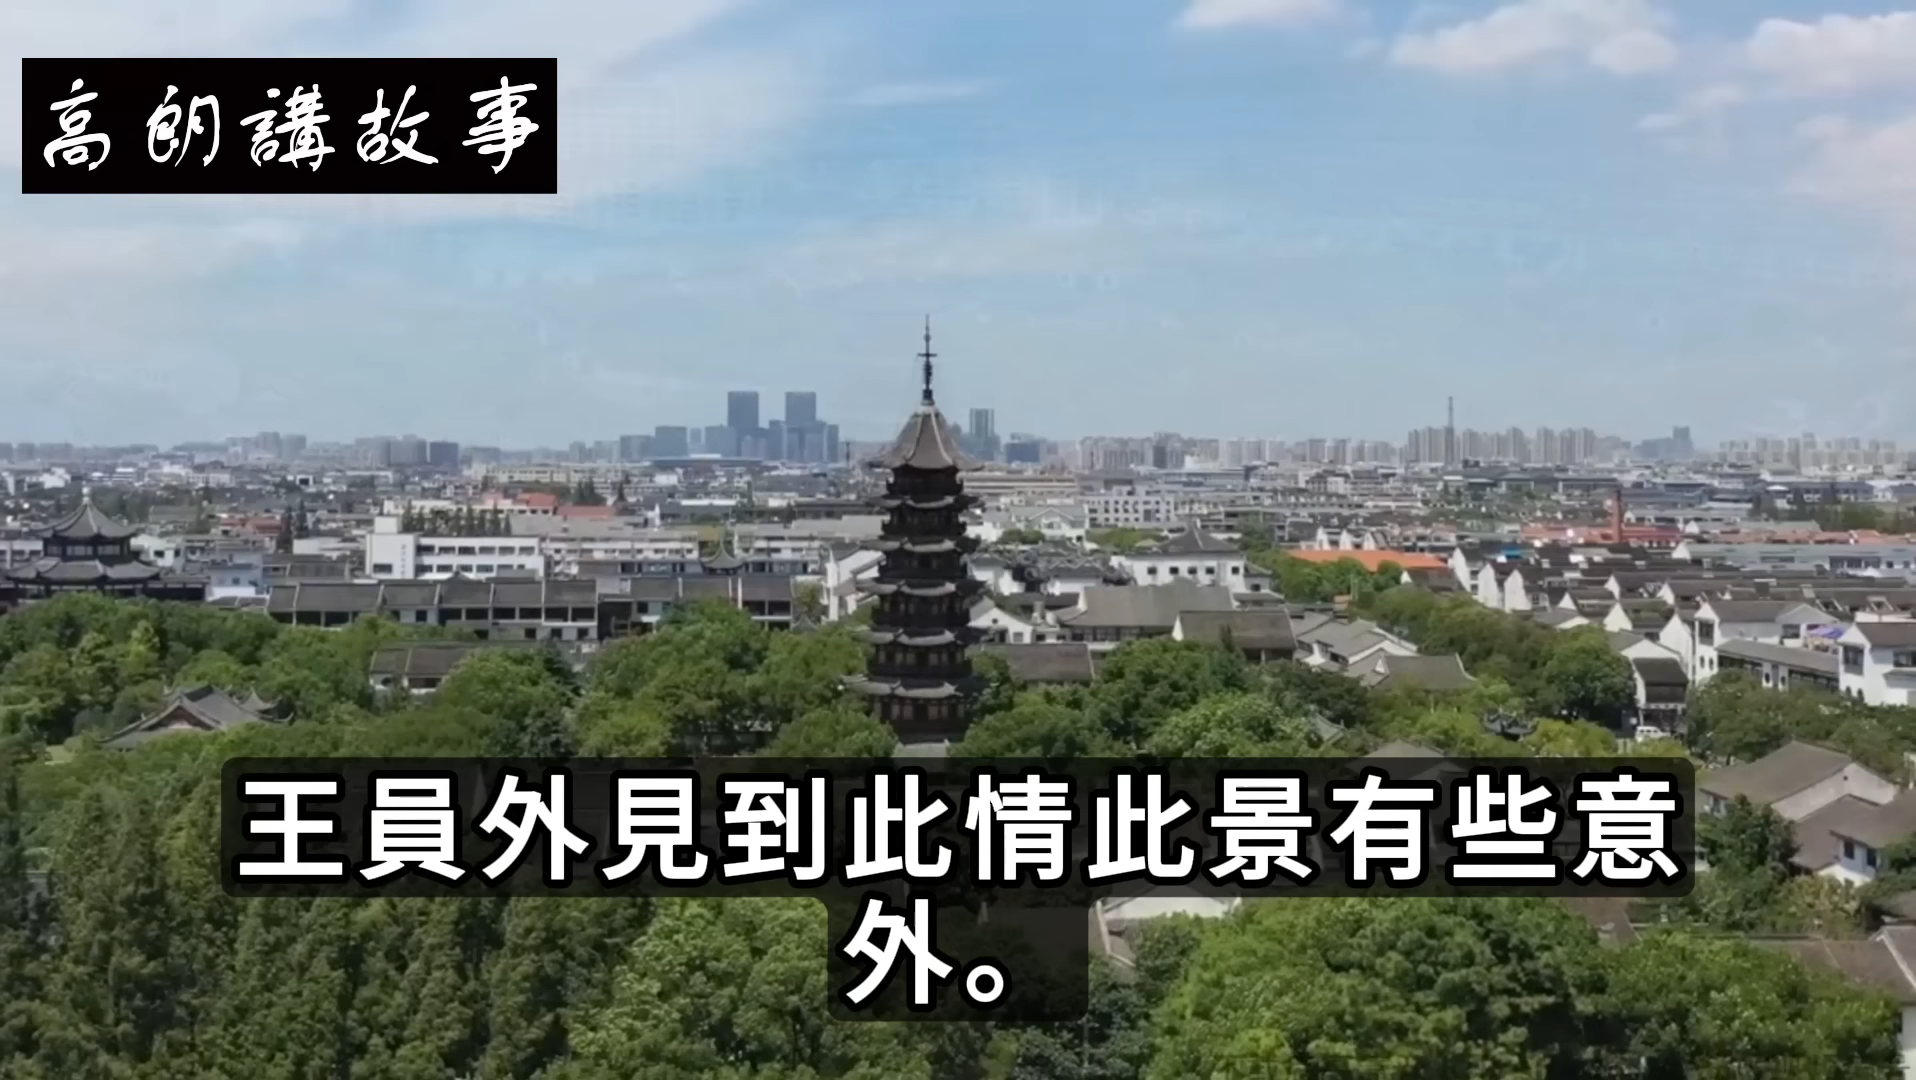 高朗講故事
王員外見到此情此景有些意
外。